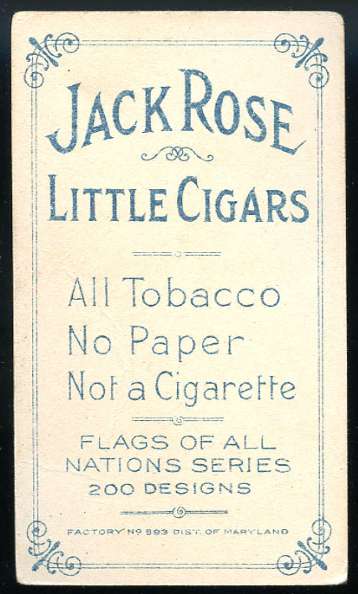 JACK ROSE
LITTLE CIGARS
All Tobacco
No Paper
Not a Cigarette
FLAGS OF ALL
NATIONS SERIES
200 DESIGNS
FACTORY No 893 DIST. OF MARYLAND